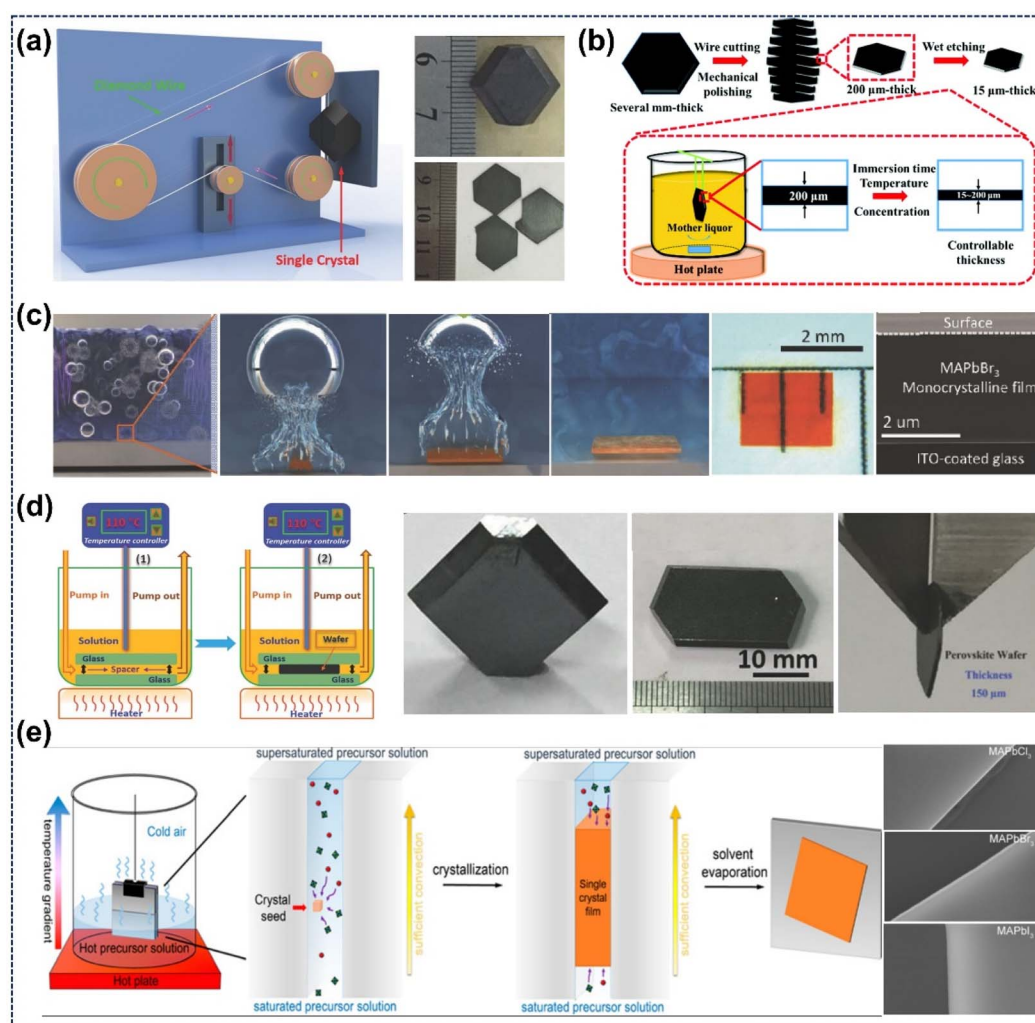 (a)
Diamond Wire
Single Crystal
6
7
9
10
11
(b)
Wire cutting
Mechanical
polishing
Several mm-thick
200 μm-thick
Wet etching
15 μm-thick
Mother liquor
Hot plate
200 μm
Immersion time
Temperature
Concentration
15~200 μm
Controllable
thickness
(c)
2 mm
Surface
MAPbBr3
Monocrystalline film
2 um
ITO-coated glass
(d)
110 °C
Temperature controller
(1)
Pump in
Pump out
Solution
Glass
Spacer
Glass
Heater
110 °C
Temperature controller
(2)
Pump in
Pump out
Solution
Wafer
Glass
Glass
Heater
10 mm
Perovskite Wafer
Thickness
150 μm
(e)
temperature gradient
Cold air
Hot precursor solution
Hot plate
supersaturated precursor solution
Crystal
seed
sufficient convection
saturated precursor solution
crystallization
supersaturated precursor solution
Single
crystal
film
sufficient convection
saturated precursor solution
solvent
evaporation
MAPbCl3
MAPbBr3
MAPbI3